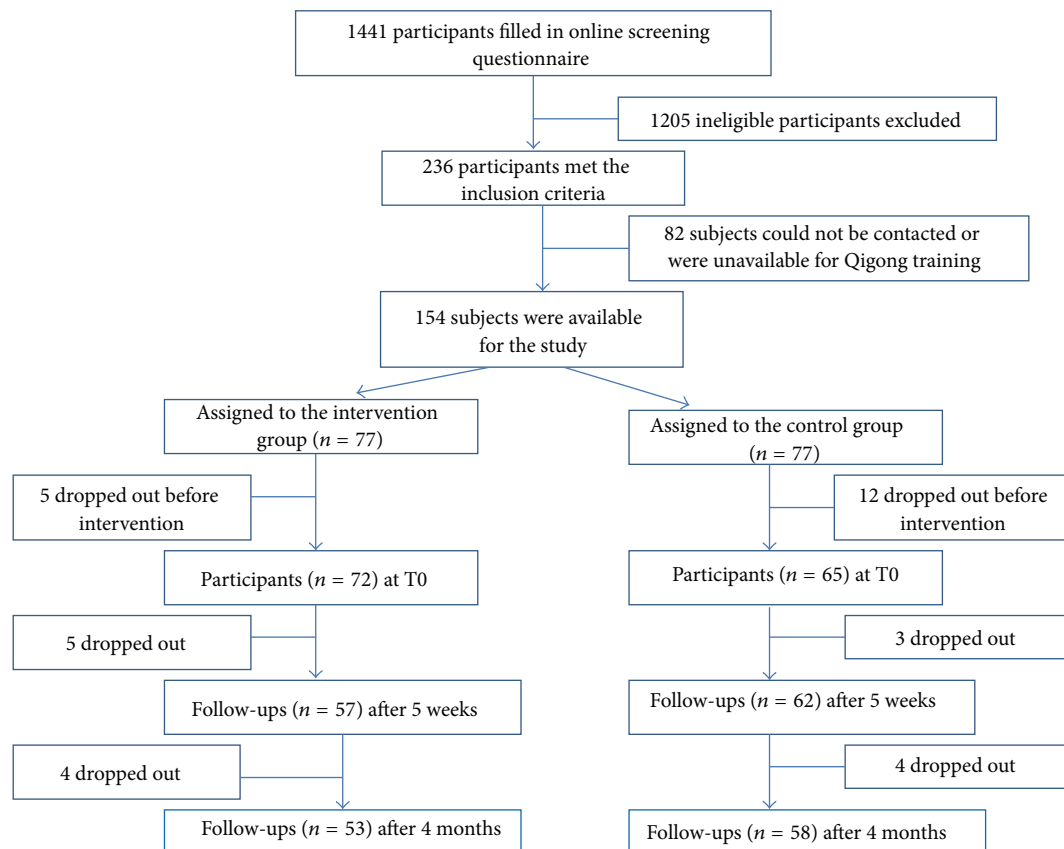 1441 participants filled in online screening
questionnaire
1205 ineligible participants excluded
236 participants met the
inclusion criteria
82 subjects could not be contacted or
were unavailable for Qigong training
154 subjects were available
for the study
Assigned to the intervention
group (n = 77)
Assigned to the control group
(n = 77)
5 dropped out before
intervention
12 dropped out before
intervention
Participants (n = 72) at T0
Participants (n = 65) at T0
5 dropped out
3 dropped out
Follow-ups (n = 57) after 5 weeks
Follow-ups (n = 62) after 5 weeks
4 dropped out
4 dropped out
Follow-ups (n = 53) after 4 months
Follow-ups (n = 58) after 4 months